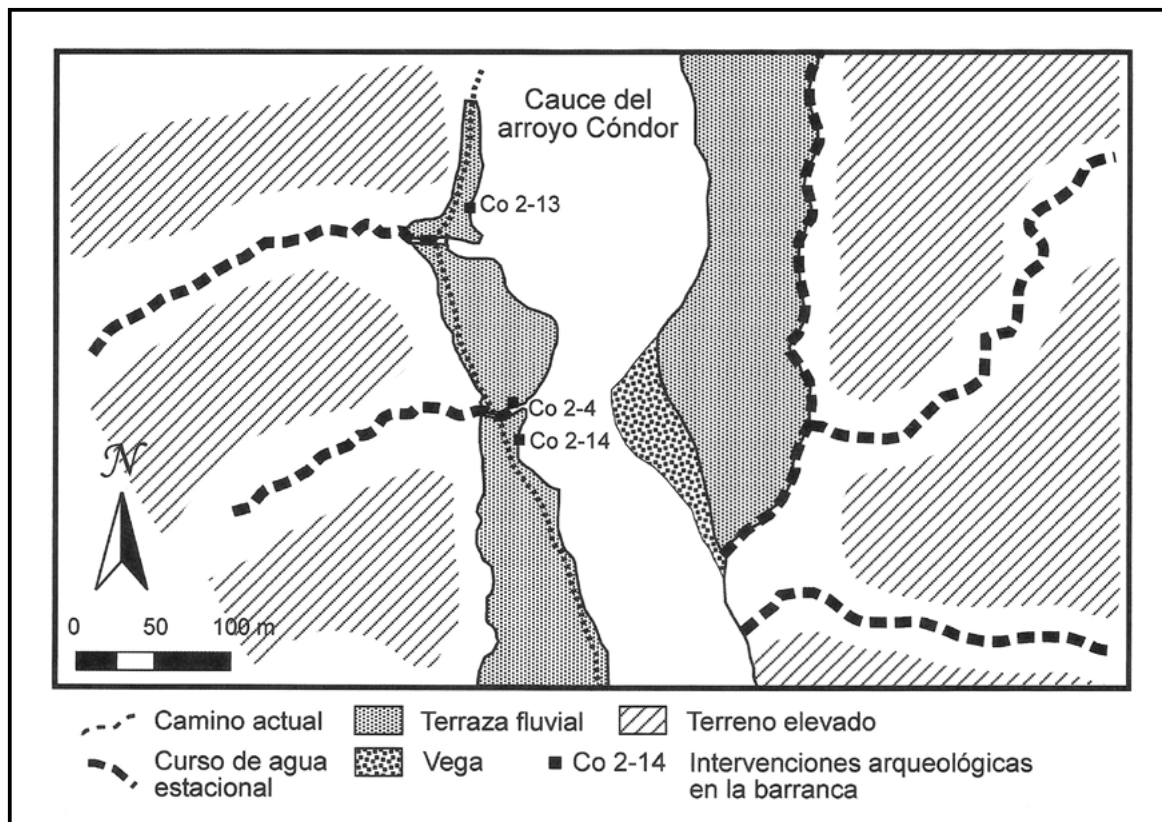 Cauce del
arroyo Cóndor
Co 2-13
Co 2-4
Co 2-14
N
0 50 100 m
Camino actual
Terraza fluvial
Terreno elevado
Curso de agua
estacional
Vega
Co 2-14
Intervenciones arqueológicas
en la barranca